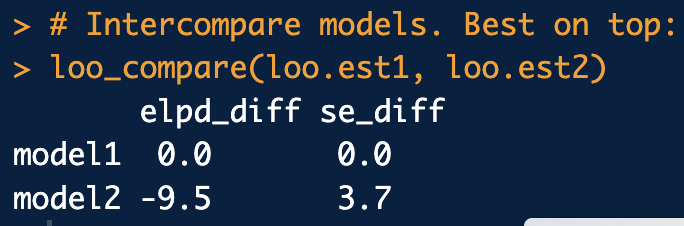 > # Intercompare models. Best on top:
> loo_compare(loo.est1, loo.est2)
       elpd_diff se_diff
model1  0.0       0.0
model2 -9.5       3.7